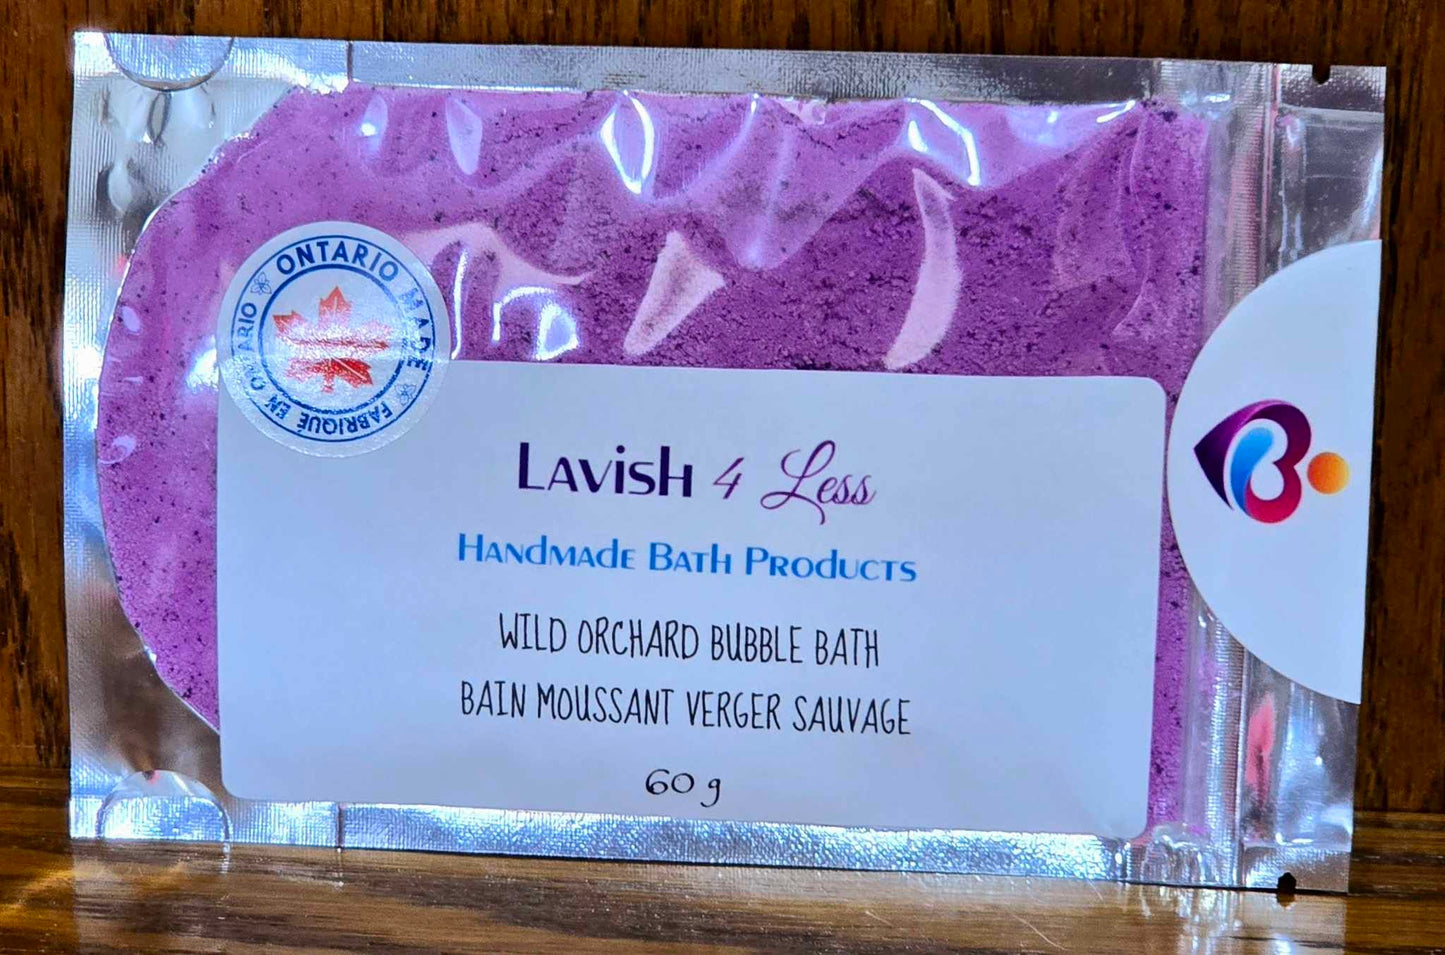 ONTARIO MADE
FABRIQUÉ EN ONTARIO
LAVISH 4 Less
HANDMADE BATH PRODUCTS
WILD ORCHARD BUBBLE BATH
BAIN MOUSSANT VERGER SAUVAGE
60 g